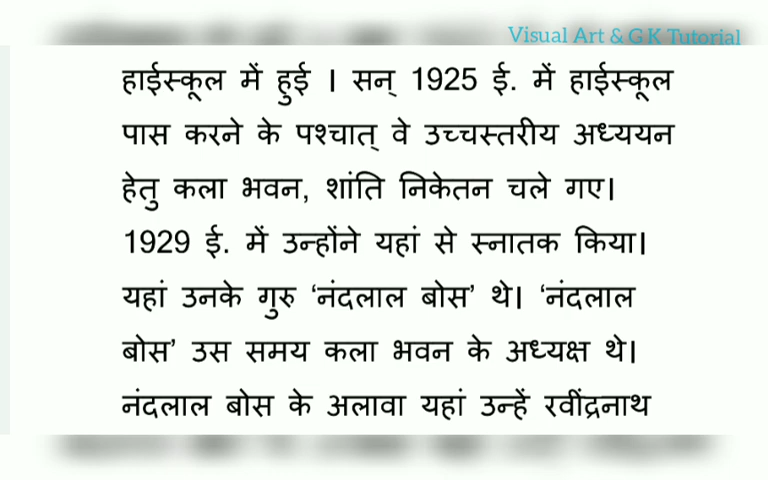 Visual Art & G K Tutorial
हाईस्कूल में हुई । सन् 1925 ई. में हाईस्कूल
पास करने के पश्चात् वे उच्चस्तरीय अध्ययन
हेतु कला भवन, शांति निकेतन चले गए।
1929 ई. में उन्होंने यहां से स्नातक किया।
यहां उनके गुरु ‘नंदलाल बोस’ थे। ‘नंदलाल
बोस’ उस समय कला भवन के अध्यक्ष थे।
नंदलाल बोस के अलावा यहां उन्हें रवींद्रनाथ